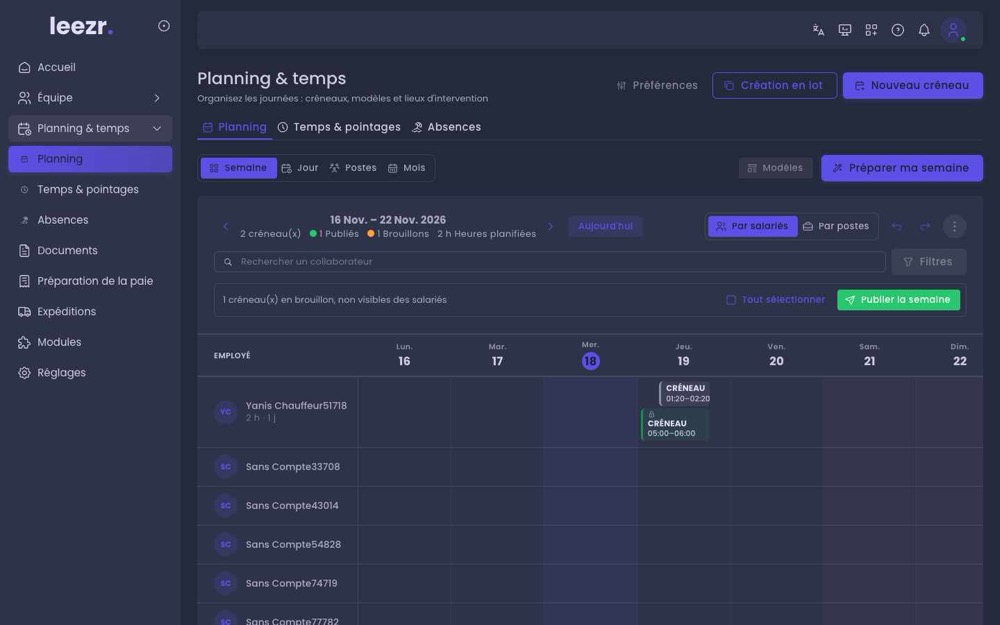 leezr.
Accueil
Équipe
Planning & temps
Planning
Temps & pointages
Absences
Documents
Préparation de la paie
Expéditions
Modules
Réglages
Planning & temps
Organisez les journées : créneaux, modèles et lieux d'intervention
Préférences
Création en lot
Nouveau créneau
Planning
Temps & pointages
Absences
Semaine
Jour
Postes
Mois
Modèles
Préparer ma semaine
16 Nov. – 22 Nov. 2026
2 créneau(x) 1 Publiés 1 Brouillons 2 h Heures planifiées
Aujourd'hui
Par salariés
Par postes
Rechercher un collaborateur
Filtres
1 créneau(x) en brouillon, non visibles des salariés
Tout sélectionner
Publier la semaine
EMPLOYÉ
Lun.
16
Mar.
17
Mer.
18
Jeu.
19
Ven.
20
Sam.
21
Dim.
22
YC
Yanis Chauffeur51718
2 h · 1 j
CRÉNEAU
01:20–02:20
CRÉNEAU
05:00–06:00
SC
Sans Compte33708
SC
Sans Compte43014
SC
Sans Compte54828
SC
Sans Compte74719
SC
Sans Compte77782